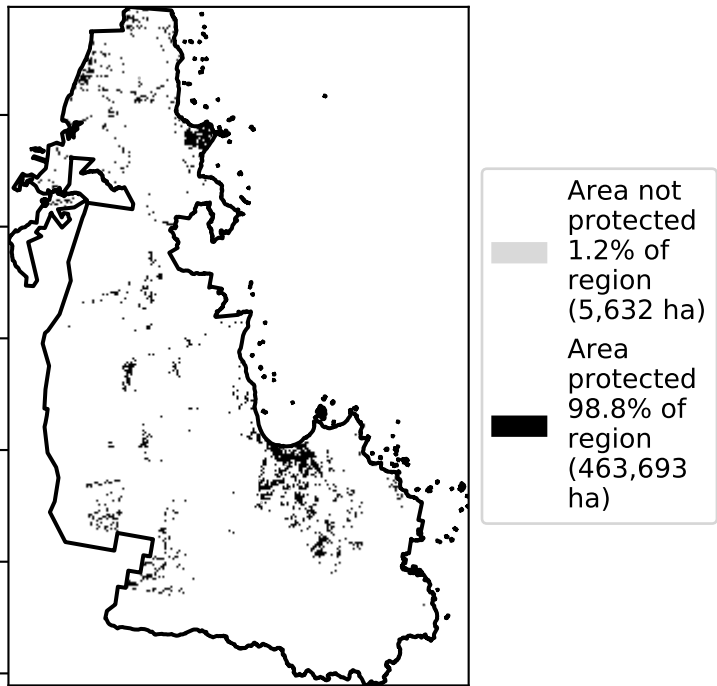 Area not
protected
1.2% of
region
(5,632 ha)
Area
protected
98.8% of
region
(463,693
ha)